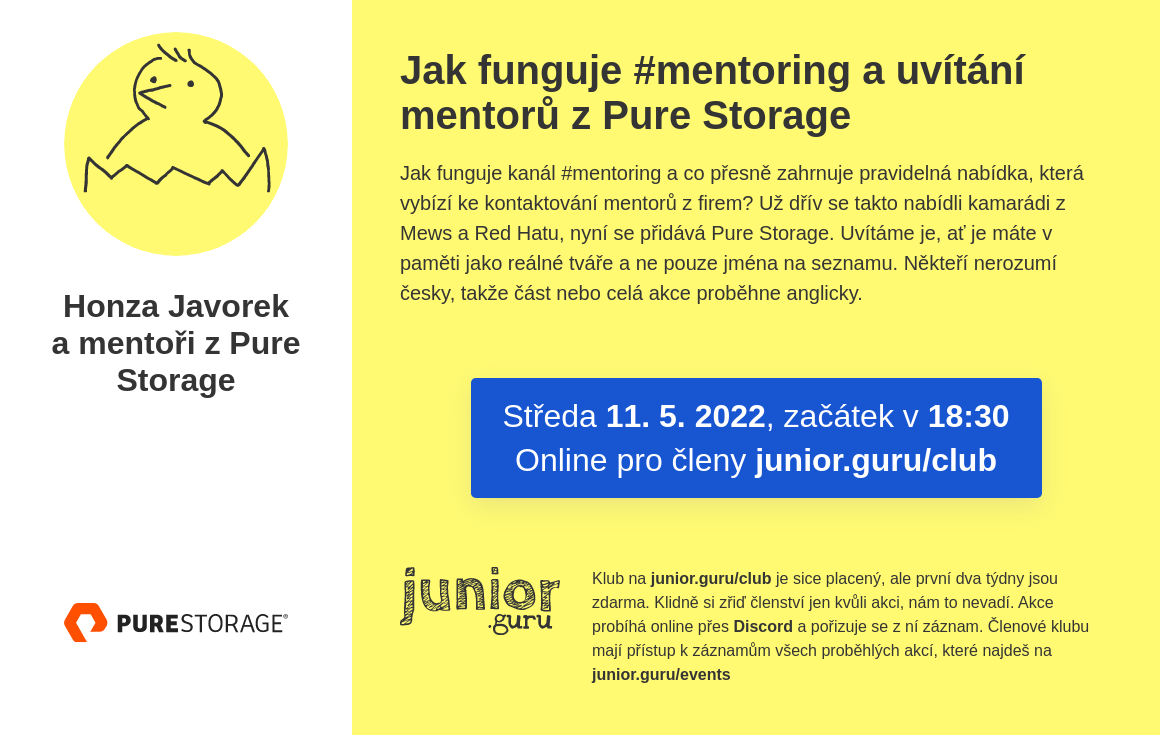 Honza Javorek
a mentoři z Pure
Storage
PURESTORAGE®
Jak funguje #mentoring a uvítání
mentorů z Pure Storage
Jak funguje kanál #mentoring a co přesně zahrnuje pravidelná nabídka, která
vybízí ke kontaktování mentorů z firem? Už dřív se takto nabídli kamarádi z
Mews a Red Hatu, nyní se přidává Pure Storage. Uvítáme je, ať je máte v
paměti jako reálné tváře a ne pouze jména na seznamu. Někteří nerozumí
česky, takže část nebo celá akce proběhne anglicky.
Středa 11. 5. 2022, začátek v 18:30
Online pro členy junior.guru/club
junior
.guru
Klub na junior.guru/club je sice placený, ale první dva týdny jsou
zdarma. Klidně si zřiď členství jen kvůli akci, nám to nevadí. Akce
probíhá online přes Discord a pořizuje se z ní záznam. Členové klubu
mají přístup k záznamům všech proběhlých akcí, které najdeš na
junior.guru/events